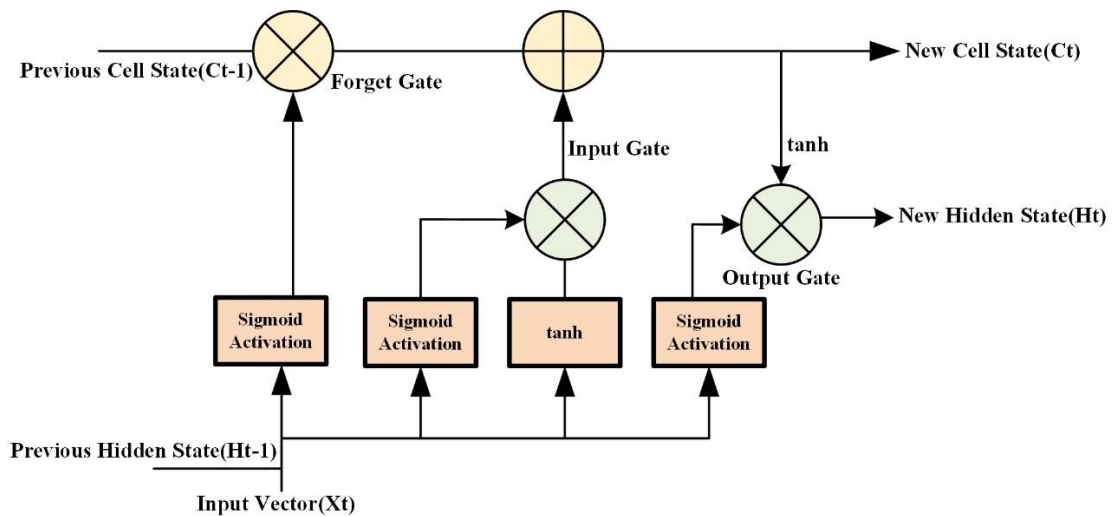 New Cell State(Ct)
Previous Cell State(Ct-1)
Forget Gate
Input Gate
tanh
New Hidden State(Ht)
Output Gate
Sigmoid
Activation
Sigmoid
Activation
tanh
Sigmoid
Activation
Previous Hidden State(Ht-1)
Input Vector(Xt)